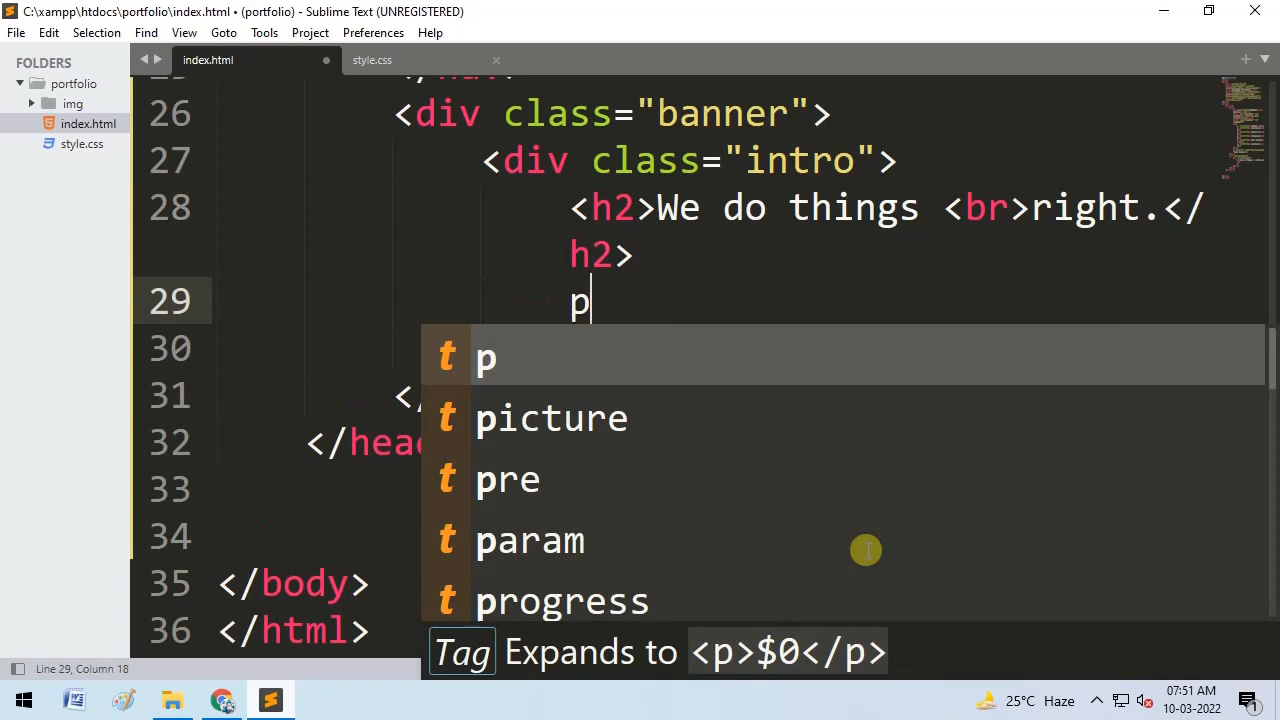 C:\xampp\htdocs\portfolio\index.html • (portfolio) - Sublime Text (UNREGISTERED)
File Edit Selection View Goto Tools Project Preferences Help
FOLDERS
portfolio
img
index.html
style.css
index.html style.css
26 <div class="banner">
27 <div class="intro">
28 <h2>We do things <br>right.</
h2>
29 p
30
31 </
32 </head
33
34
35 </body>
36 </html>
p
picture
pre
param
progress
Tag Expands to <p>$0</p>
Line 29, Column 18
25°C Haze
07:51 AM
10-03-2022